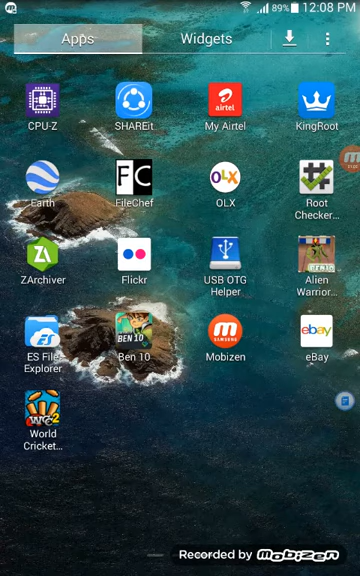 89% 12:08 PM
Apps Widgets
CPU-Z SHAREit My Airtel KingRoot
airtel
FC
OLX
Earth FileChef OLX Root Checker...
ZArchiver Flickr USB OTG Helper Alien Warrior...
BEN 10
SAMSUNG
ebay
ES File Explorer Ben 10 Mobizen eBay
WCC2
World Cricket...
Recorded by mobizen